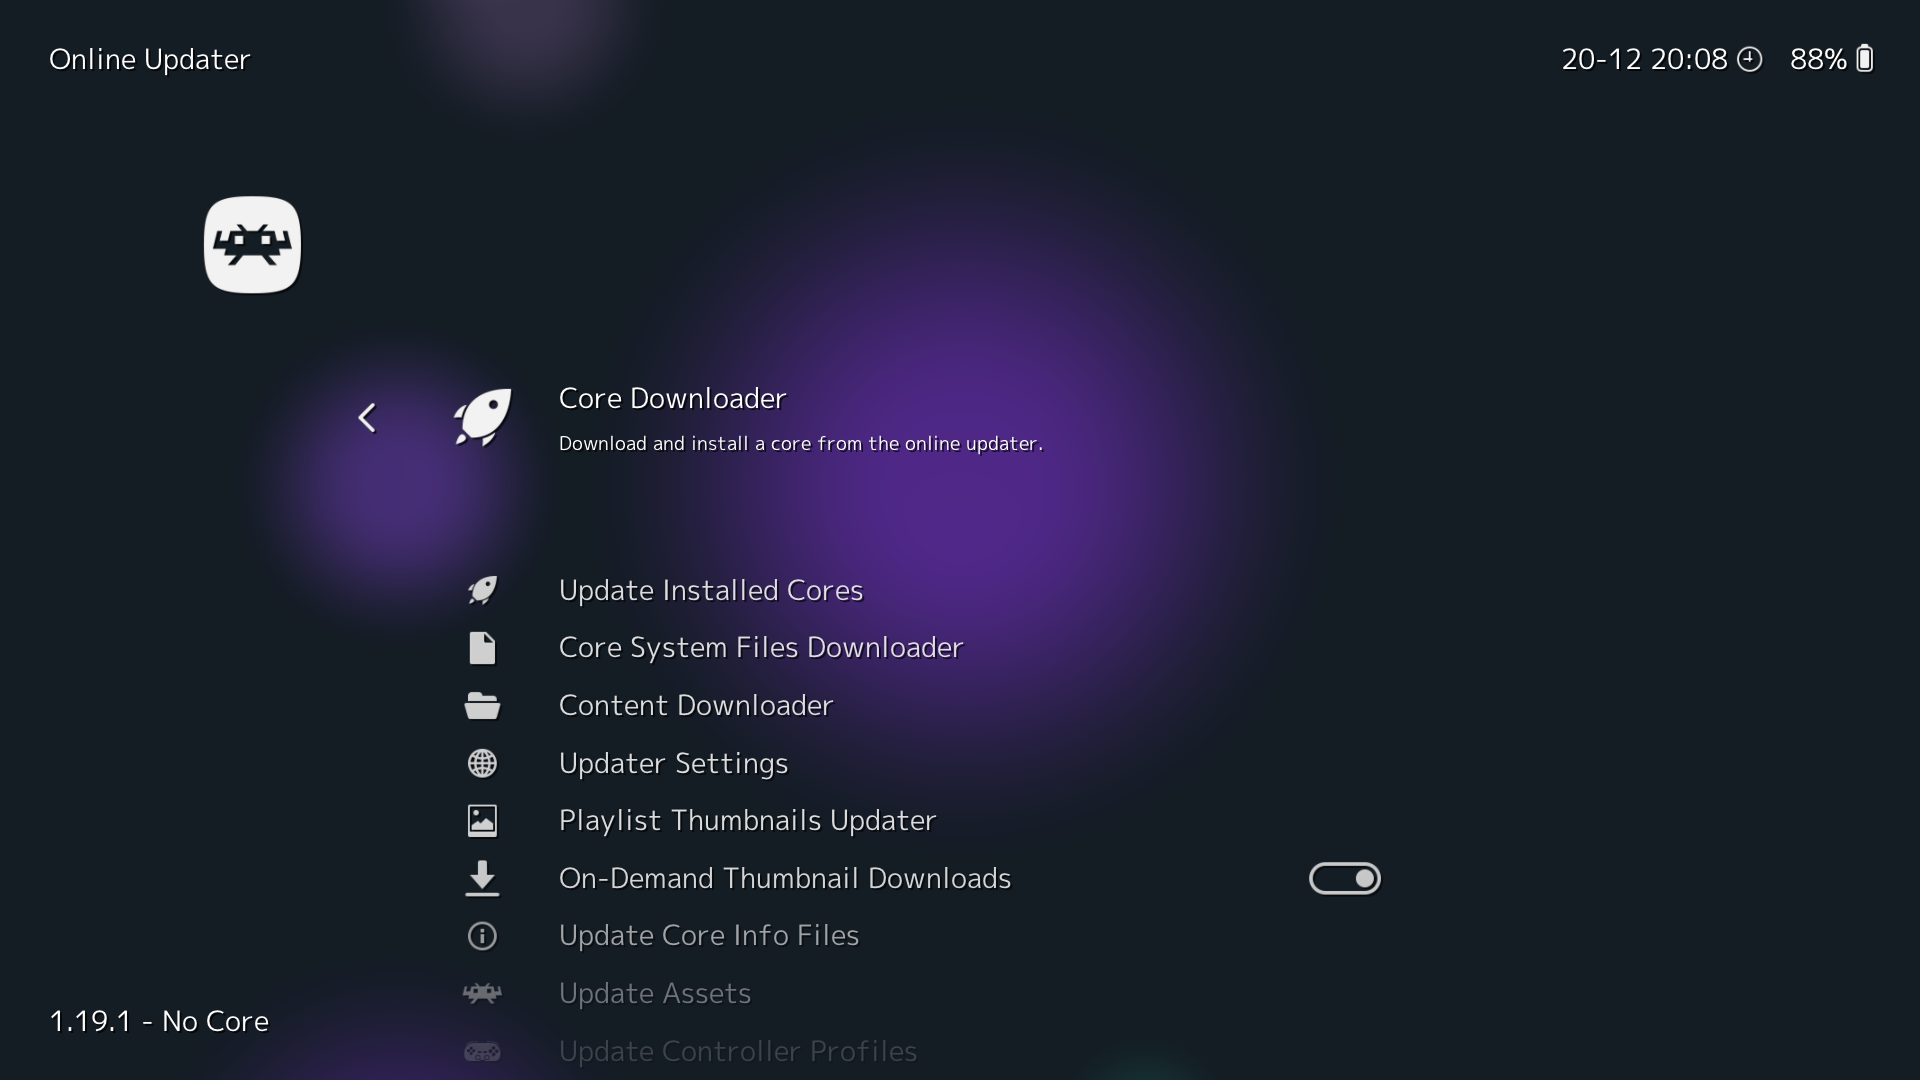 Online Updater
20-12 20:08 88%
Core Downloader
Download and install a core from the online updater.
Update Installed Cores
Core System Files Downloader
Content Downloader
Updater Settings
Playlist Thumbnails Updater
On-Demand Thumbnail Downloads
Update Core Info Files
Update Assets
1.19.1 - No Core
Update Controller Profiles